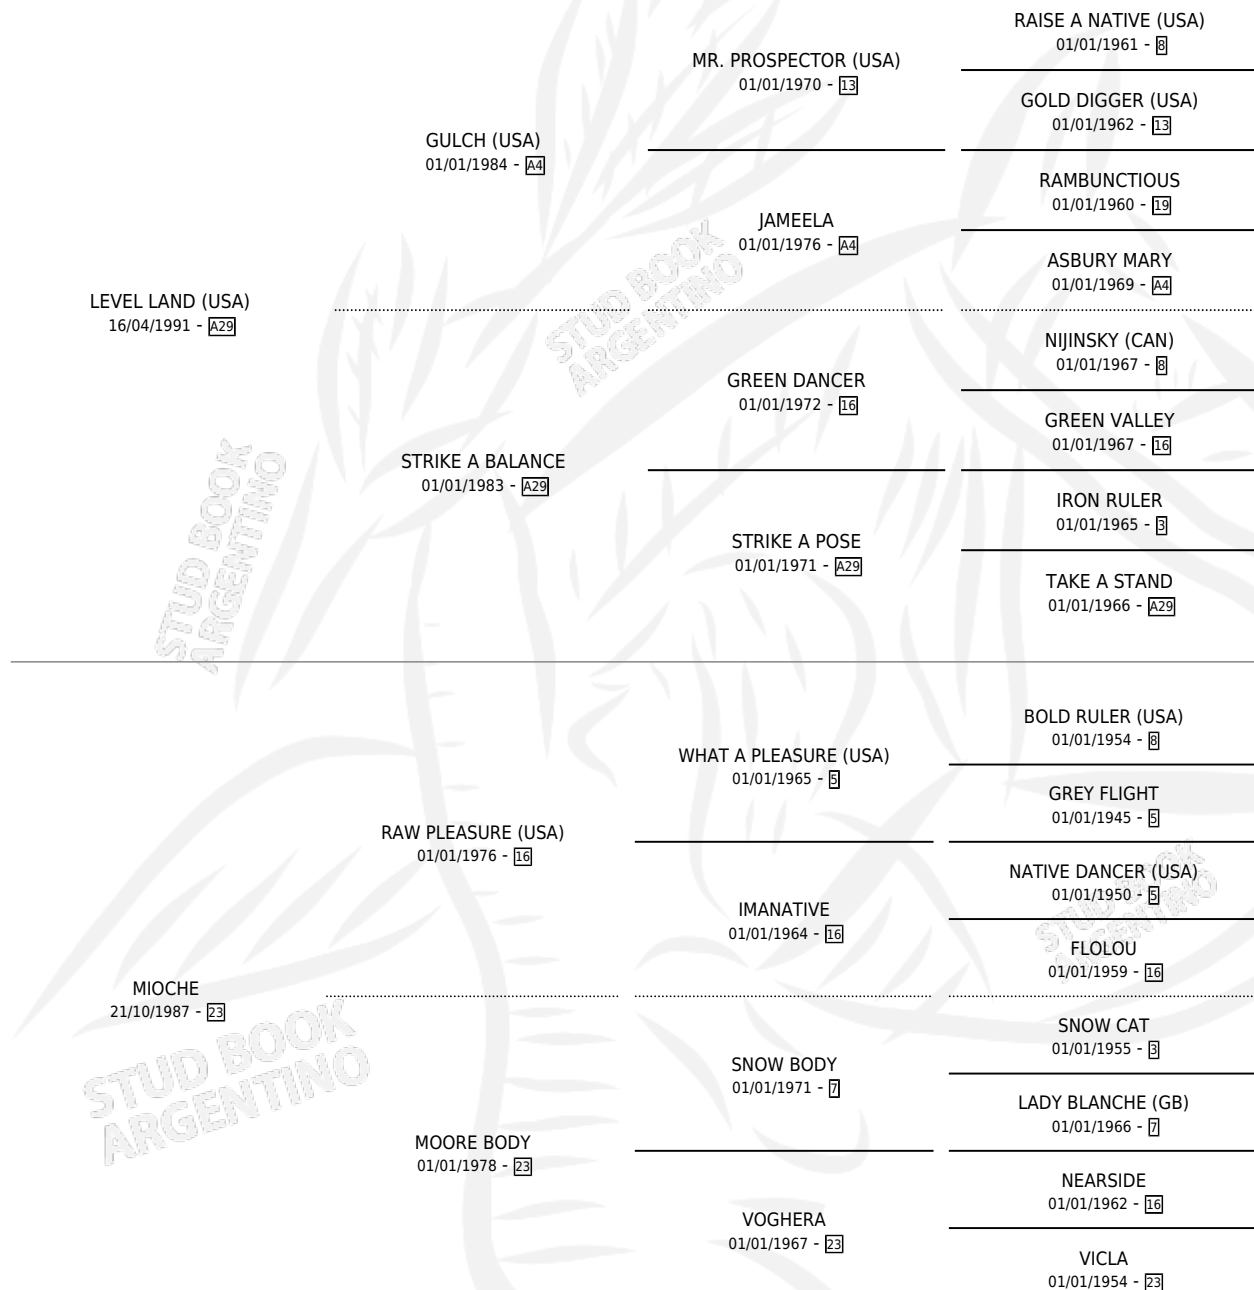 RAISE A NATIVE (USA)
01/01/1961 - 8
MR. PROSPECTOR (USA)
01/01/1970 - 13
GOLD DIGGER (USA)
01/01/1962 - 13
GULCH (USA)
01/01/1984 - A4
RAMBUNCTIOUS
01/01/1960 - 19
JAMEELA
01/01/1976 - A4
ASBURY MARY
01/01/1969 - A4
LEVEL LAND (USA)
16/04/1991 - A29
NIJINSKY (CAN)
01/01/1967 - 8
GREEN DANCER
01/01/1972 - 16
GREEN VALLEY
01/01/1967 - 16
STRIKE A BALANCE
01/01/1983 - A29
IRON RULER
01/01/1965 - 3
STRIKE A POSE
01/01/1971 - A29
TAKE A STAND
01/01/1966 - A29
BOLD RULER (USA)
01/01/1954 - 8
WHAT A PLEASURE (USA)
01/01/1965 - 5
GREY FLIGHT
01/01/1945 - 5
RAW PLEASURE (USA)
01/01/1976 - 16
NATIVE DANCER (USA)
01/01/1950 - 5
IMANATIVE
01/01/1964 - 16
FLOLOU
01/01/1959 - 16
MIOCHE
21/10/1987 - 23
SNOW CAT
01/01/1955 - 3
SNOW BODY
01/01/1971 - 7
LADY BLANCHE (GB)
01/01/1966 - 7
MOORE BODY
01/01/1978 - 23
NEARSIDE
01/01/1962 - 16
VOGHERA
01/01/1967 - 23
VICLA
01/01/1954 - 23
STUD BOOK
ARGENTINO
STUD BOOK
ARGENTINO
STUD BOOK
ARGENTINO
STUD BOOK
ARGENTINO